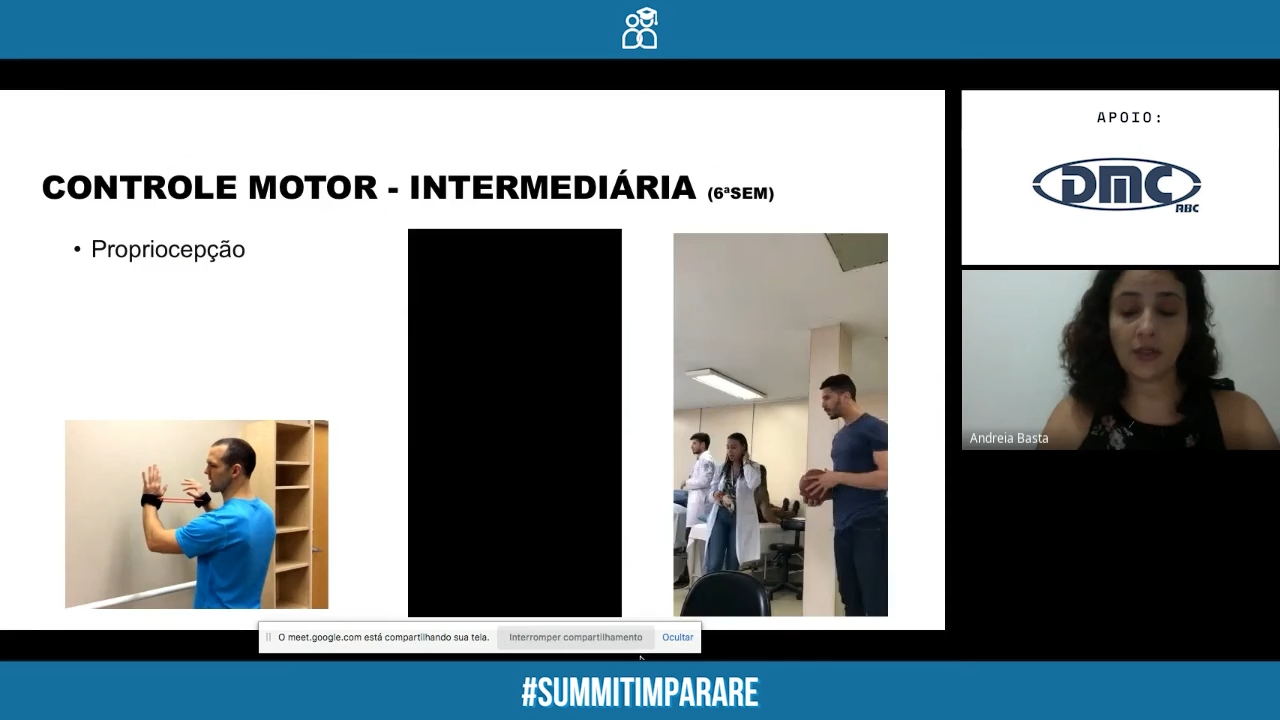 CONTROLE MOTOR - INTERMEDIÁRIA (6ªSEM)
• Propriocepção
APOIO:
DMC
ABC
Andreia Basta
O meet.google.com está compartilhando sua tela.
Interromper compartilhamento
Ocultar
#SUMMITIMPARARE